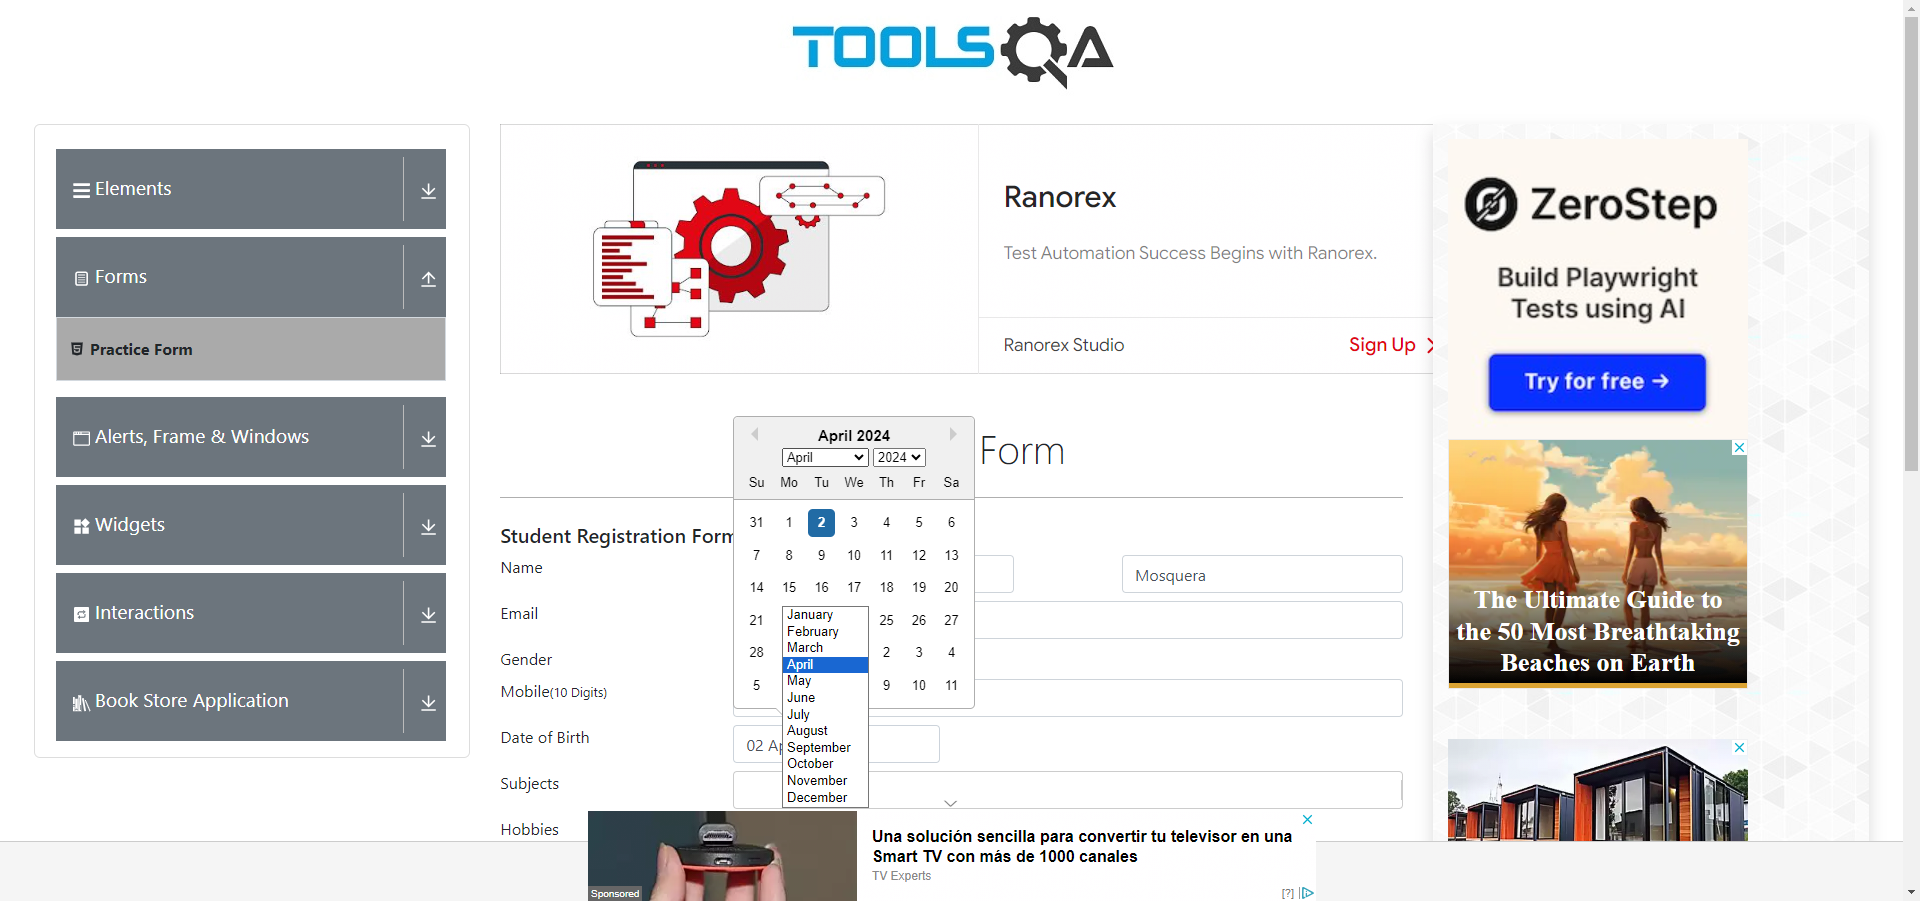 TOOLSQA
Elements
Forms
Practice Form
Alerts, Frame & Windows
Widgets
Interactions
Book Store Application
Ranorex
Test Automation Success Begins with Ranorex.
Ranorex Studio
Sign Up
Form
April 2024
April
2024
Su Mo Tu We Th Fr Sa
31 1 2 3 4 5 6
7 8 9 10 11 12 13
14 15 16 17 18 19 20
21 25 26 27
28 2 3 4
5 9 10 11
January
February
March
April
May
June
July
August
September
October
November
December
Student Registration Form
Name
Mosquera
Email
Gender
Mobile(10 Digits)
Date of Birth
02 Ap
Subjects
Hobbies
ZeroStep
Build Playwright
Tests using AI
Try for free →
The Ultimate Guide to
the 50 Most Breathtaking
Beaches on Earth
Una solución sencilla para convertir tu televisor en una
Smart TV con más de 1000 canales
TV Experts
Sponsored
[?]